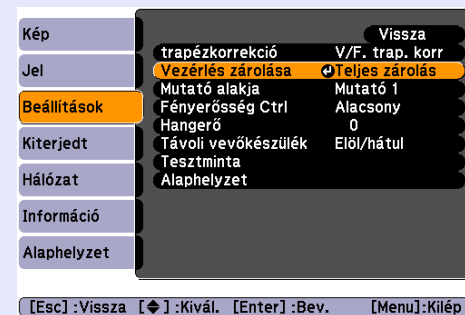 Kép
Jel
Beállítások
Kiterjedt
Hálózat
Információ
Alaphelyzet
Vissza
trapézkorrekció V/F. trap. korr
Vezérlés zárolása Teljes zárolás
Mutató alakja Mutató 1
Fényerősség Ctrl Alacsony
Hangerő 0
Távoli vevőkészülék Elöl/hátul
Tesztminta
Alaphelyzet
[Esc] :Vissza [◆] :Kivál. [Enter] :Bev. [Menu]:Kilép